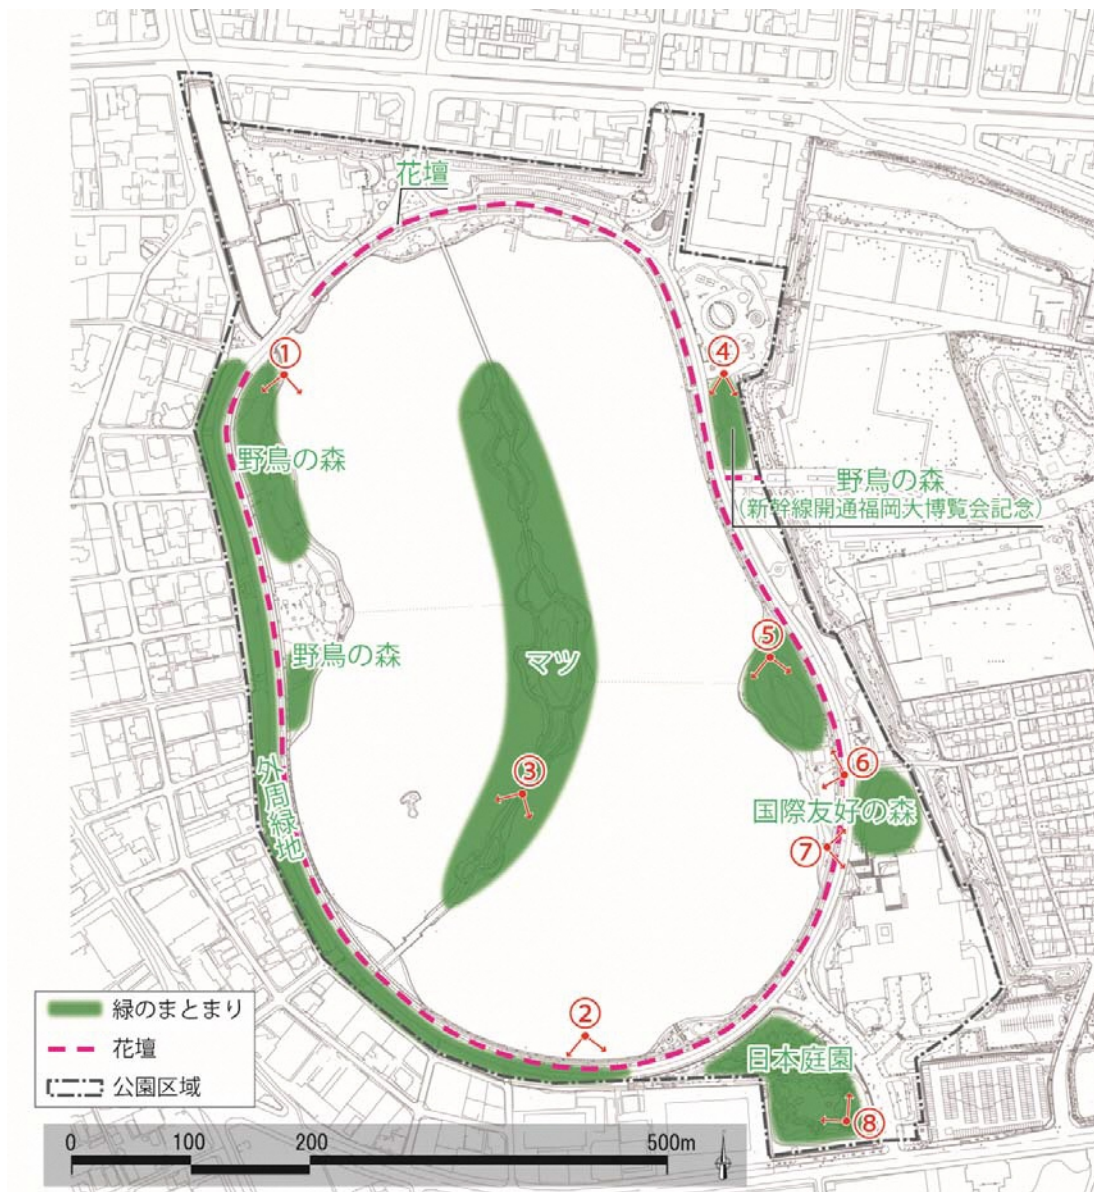 花壇
①
④
野鳥の森
野鳥の森
(新幹線開通福岡大博覧会記念)
⑤
野鳥の森
マツ
③
⑥
外周緑地
国際友好の森
⑦
②
日本庭園
⑧
緑のまとまり
花壇
公園区域
0 100 200 500m